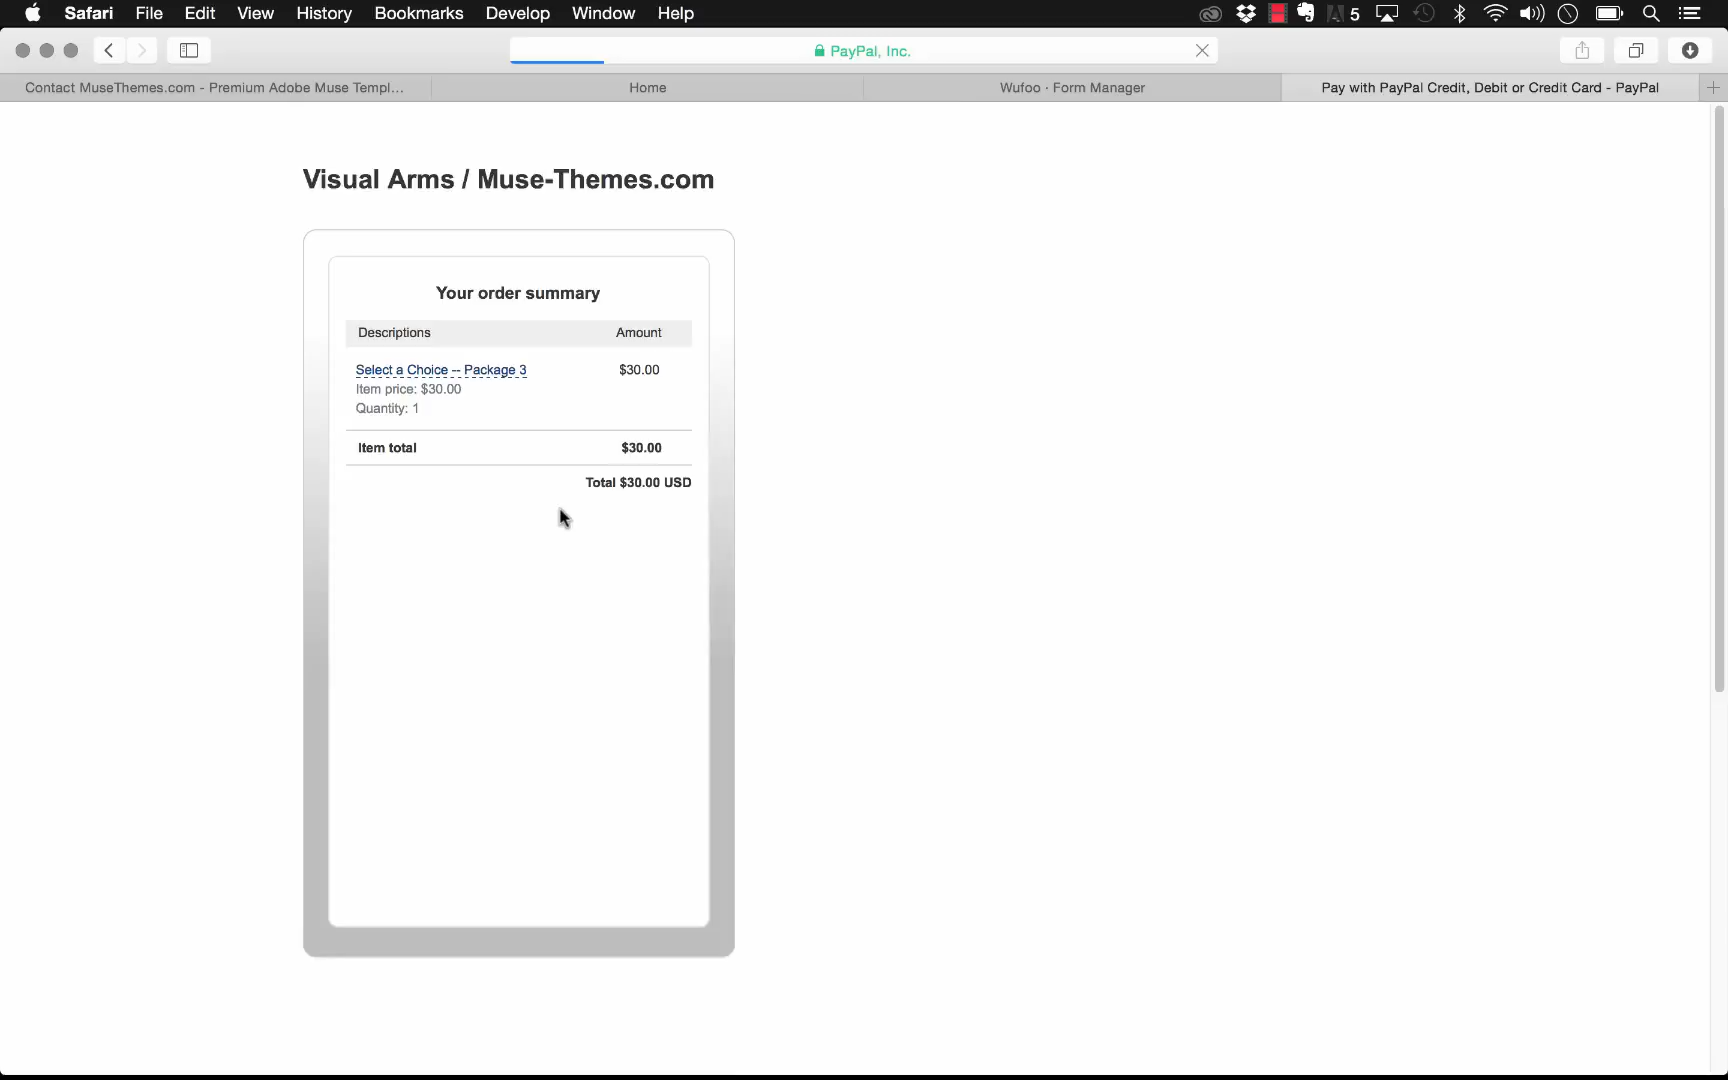 Safari File Edit View History Bookmarks Develop Window Help 5
PayPal, Inc.
Contact MuseThemes.com - Premium Adobe Muse Templ... Home Wufoo · Form Manager Pay with PayPal Credit, Debit or Credit Card - PayPal
Visual Arms / Muse-Themes.com
Your order summary
Descriptions Amount
Select a Choice -- Package 3 $30.00
Item price: $30.00
Quantity: 1
Item total $30.00
Total $30.00 USD